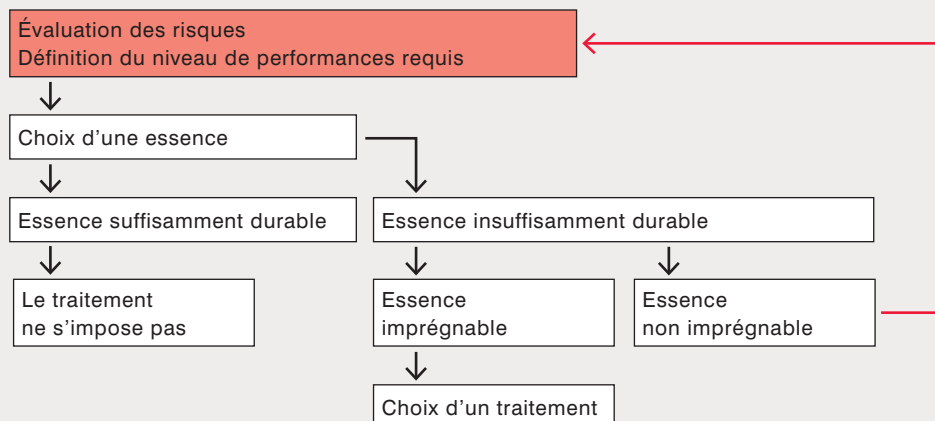 Évaluation des risques
Définition du niveau de performances requis
Choix d'une essence
Essence suffisamment durable
Essence insuffisamment durable
Le traitement
ne s'impose pas
Essence
imprégnable
Essence
non imprégnable
Choix d'un traitement